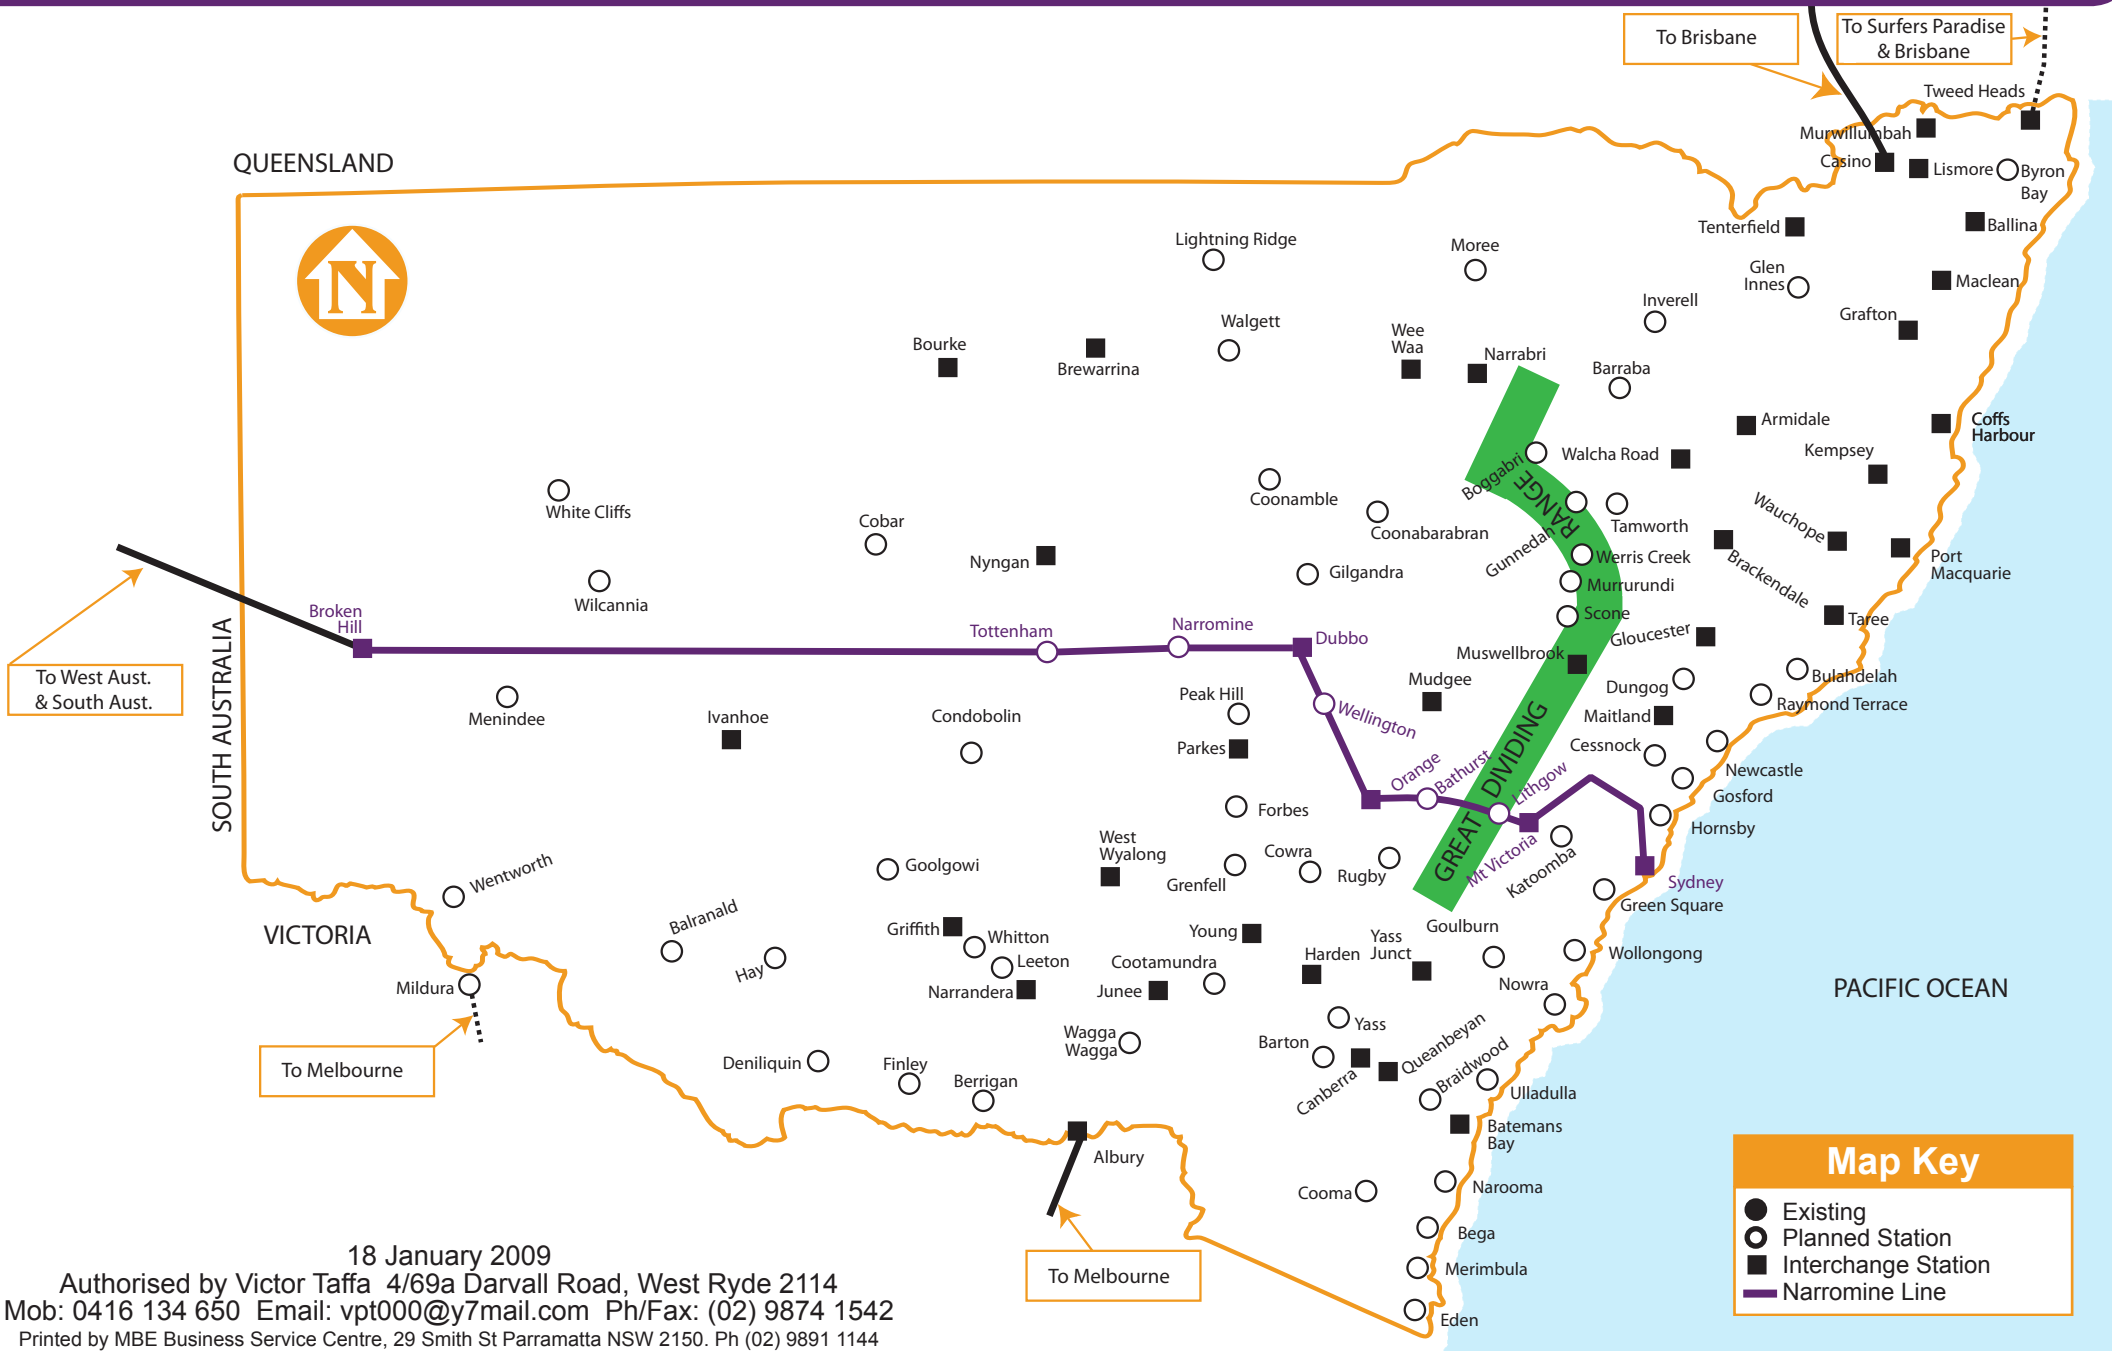 To Brisbane
To Surfers Paradise
& Brisbane
Tweed Heads
Murwillumbah
Casino
Lismore
Byron
Bay
QUEENSLAND
N
Tenterfield
Ballina
Lightning Ridge
Moree
Glen
Innes
Maclean
Inverell
Grafton
Walgett
Wee
Waa
Bourke
Brewarrina
Narrabri
Barraba
Armidale
Coffs
Harbour
Kempsey
Walcha Road
Boggabri
White Cliffs
Coonamble
Cobar
Coonabarabran
Tamworth
Wauchope
Gunnedah
Nyngan
Gilgandra
Werris Creek
Port
Macquarie
Brackendale
Murrurundi
Wilcannia
Broken
Hill
Scone
Taree
Tottenham
Narromine
Dubbo
Gloucester
Muswellbrook
SOUTH AUSTRALIA
To West Aust.
& South Aust.
Menindee
Ivanhoe
Condobolin
Peak Hill
Wellington
Mudgee
Dungog
Bulahdelah
Raymond Terrace
Maitland
Parkes
Cessnock
Newcastle
Orange
Bathurst
Lithgow
GREAT DIVIDING RANGE
Gosford
Forbes
Hornsby
West
Wyalong
Goolgowi
Wentworth
Grenfell
Cowra
Rugby
Mt Victoria
Katoomba
Sydney
Green Square
VICTORIA
Balranald
Hay
Griffith
Whitton
Leeton
Narrandera
Young
Cootamundra
Junee
Harden
Yass
Junct
Goulburn
Wollongong
Nowra
Mildura
PACIFIC OCEAN
To Melbourne
Deniliquin
Finley
Berrigan
Wagga
Wagga
Yass
Barton
Canberra
Queanbeyan
Braidwood
Ulladulla
Batemans
Bay
Albury
Cooma
Narooma
Bega
Merimbula
Eden
To Melbourne
Map Key
Existing
Planned Station
Interchange Station
Narromine Line
18 January 2009
Authorised by Victor Taffa 4/69a Darvall Road, West Ryde 2114
Mob: 0416 134 650 Email: vpt000@y7mail.com Ph/Fax: (02) 9874 1542
Printed by MBE Business Service Centre, 29 Smith St Parramatta NSW 2150. Ph (02) 9891 1144